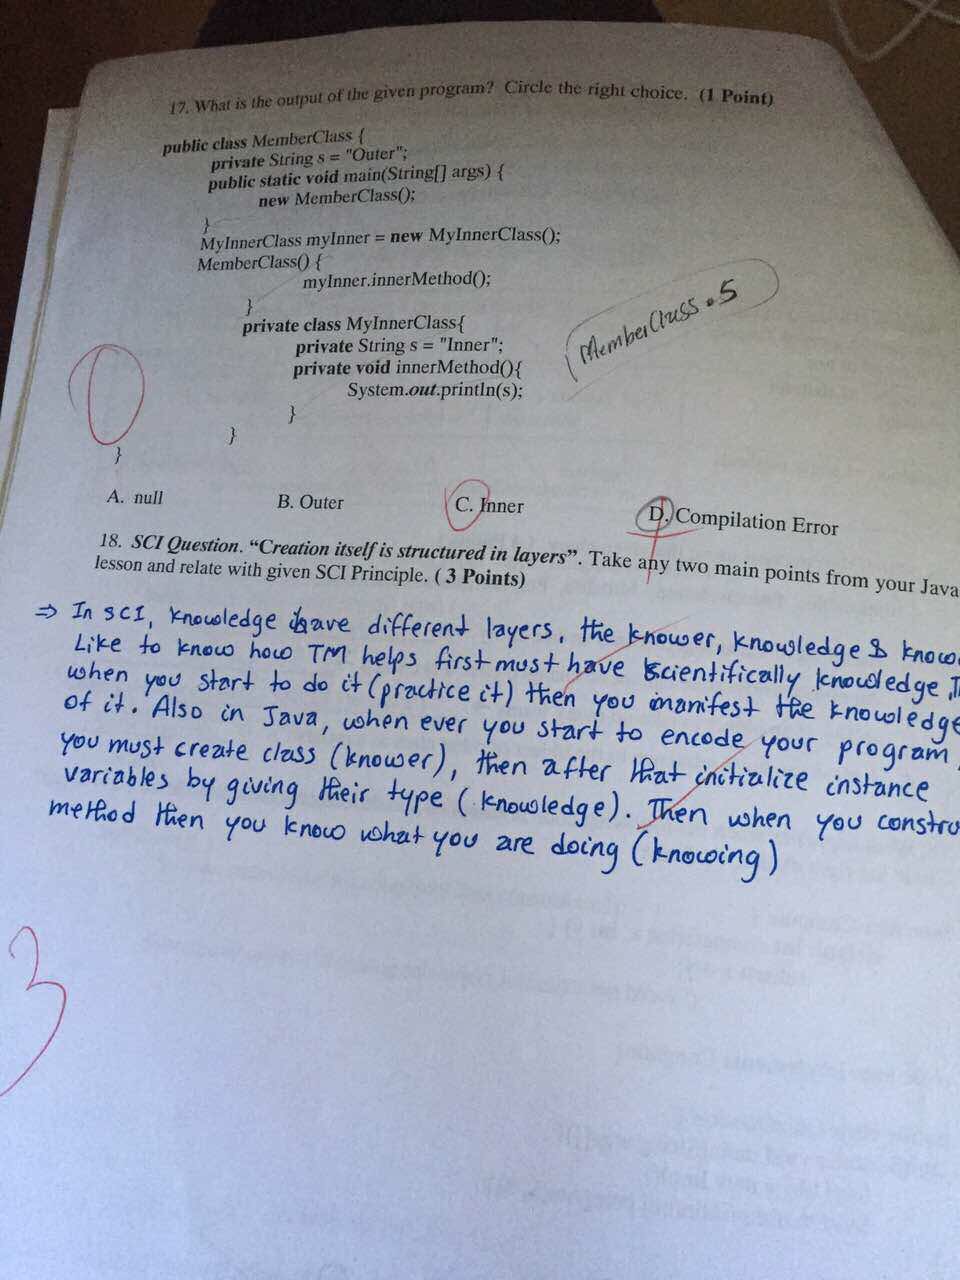 17. What is the output of the given program? Circle the right choice. (1 Point)
public class MemberClass {
private String s = "Outer";
public static void main(String[] args) {
new MemberClass();
}
MyInnerClass myInner = new MyInnerClass();
MemberClass() {
myInner.innerMethod();
}
private class MyInnerClass{
private String s = "Inner";
private void innerMethod(){
System.out.println(s);
}
}
}
MemberClass.s
0
A. null B. Outer C. Inner D. Compilation Error
18. SCI Question. “Creation itself is structured in layers”. Take any two main points from your Java
lesson and relate with given SCI Principle. ( 3 Points)
⇒ In SCI, knowledge have different layers, the knower, knowledge & know
Like to know how TM helps first must have scientifically knowledge,
when you start to do it (practice it) then you manifest the knowledge
of it. Also in Java, when ever you start to encode your program,
you must create class (knower), then after that initialize instance
variables by giving their type (knowledge). Then when you constru
method then you know what you are doing (knowing)
3